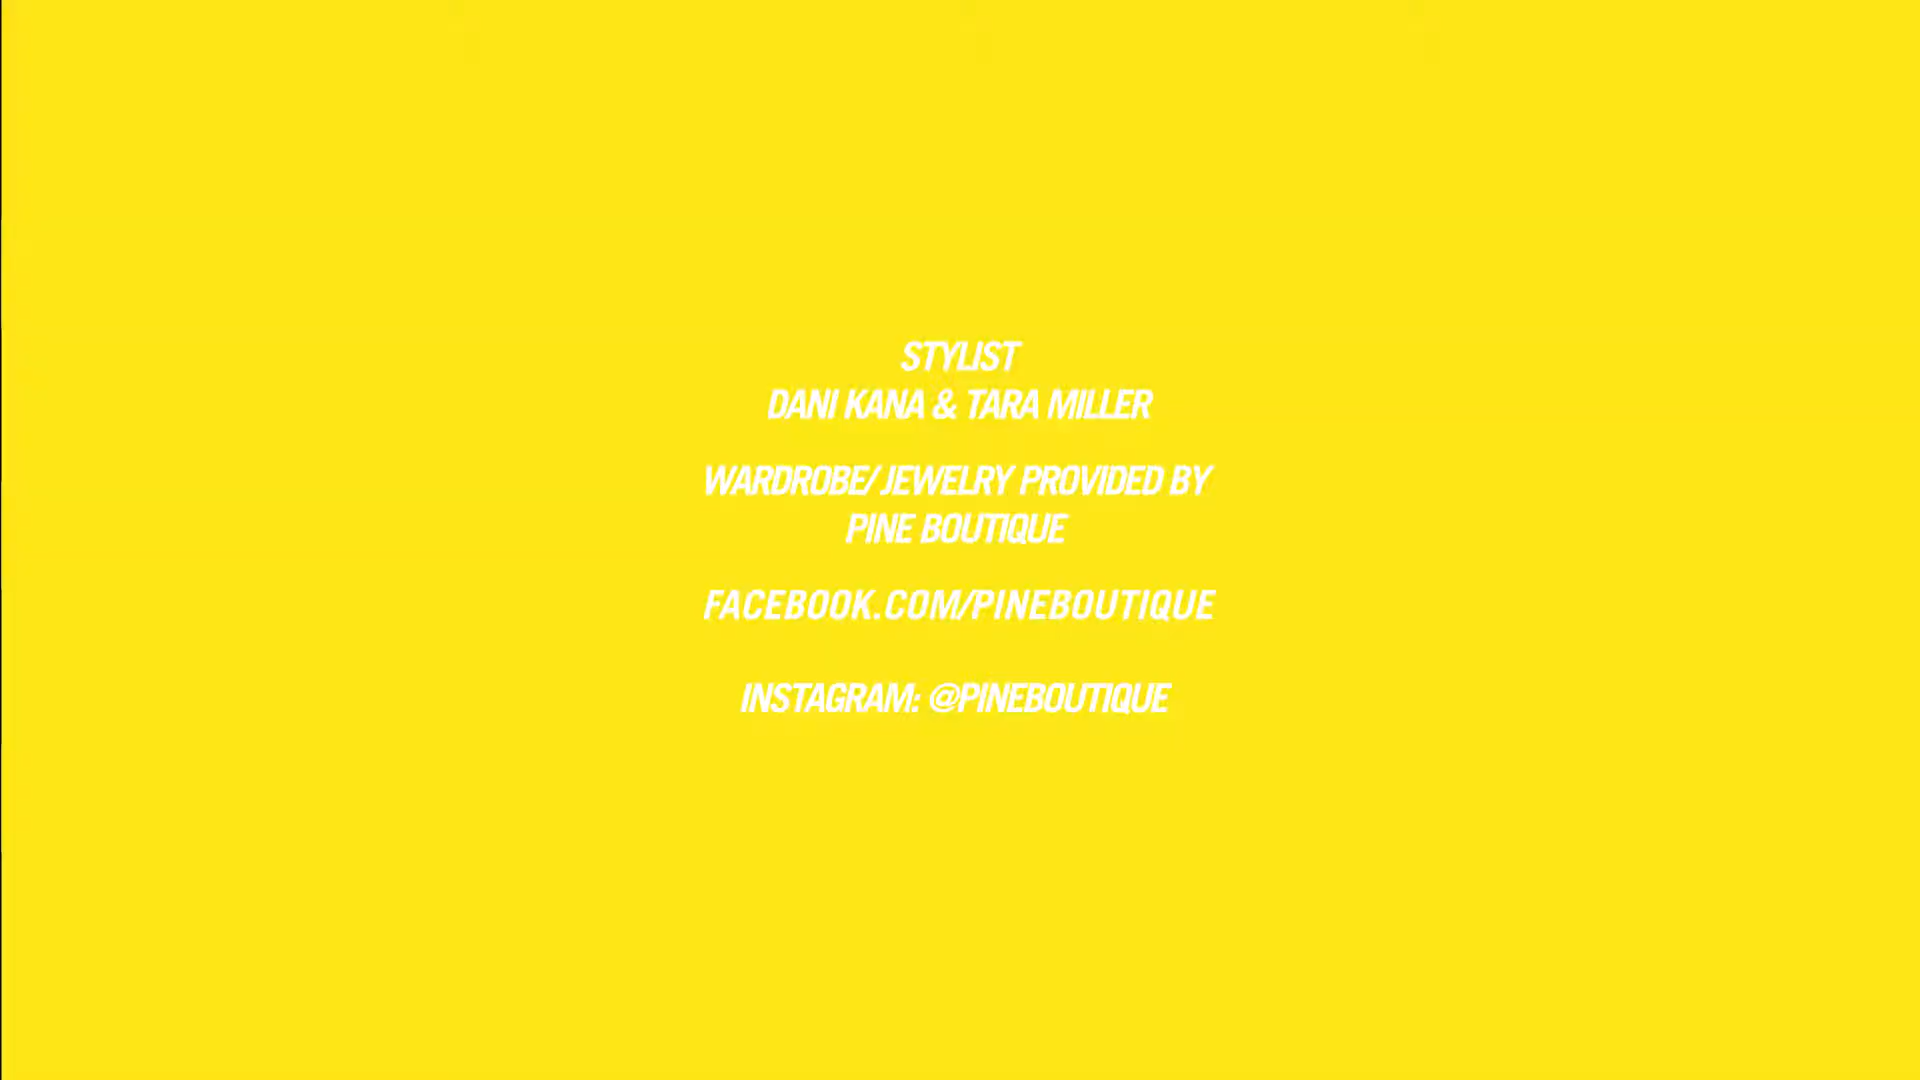 STYLIST
DANI KANA & TARA MILLER
WARDROBE/JEWELRY PROVIDED BY
PINE BOUTIQUE
FACEBOOK.COM/PINEBOUTIQUE
INSTAGRAM: @PINEBOUTIQUE